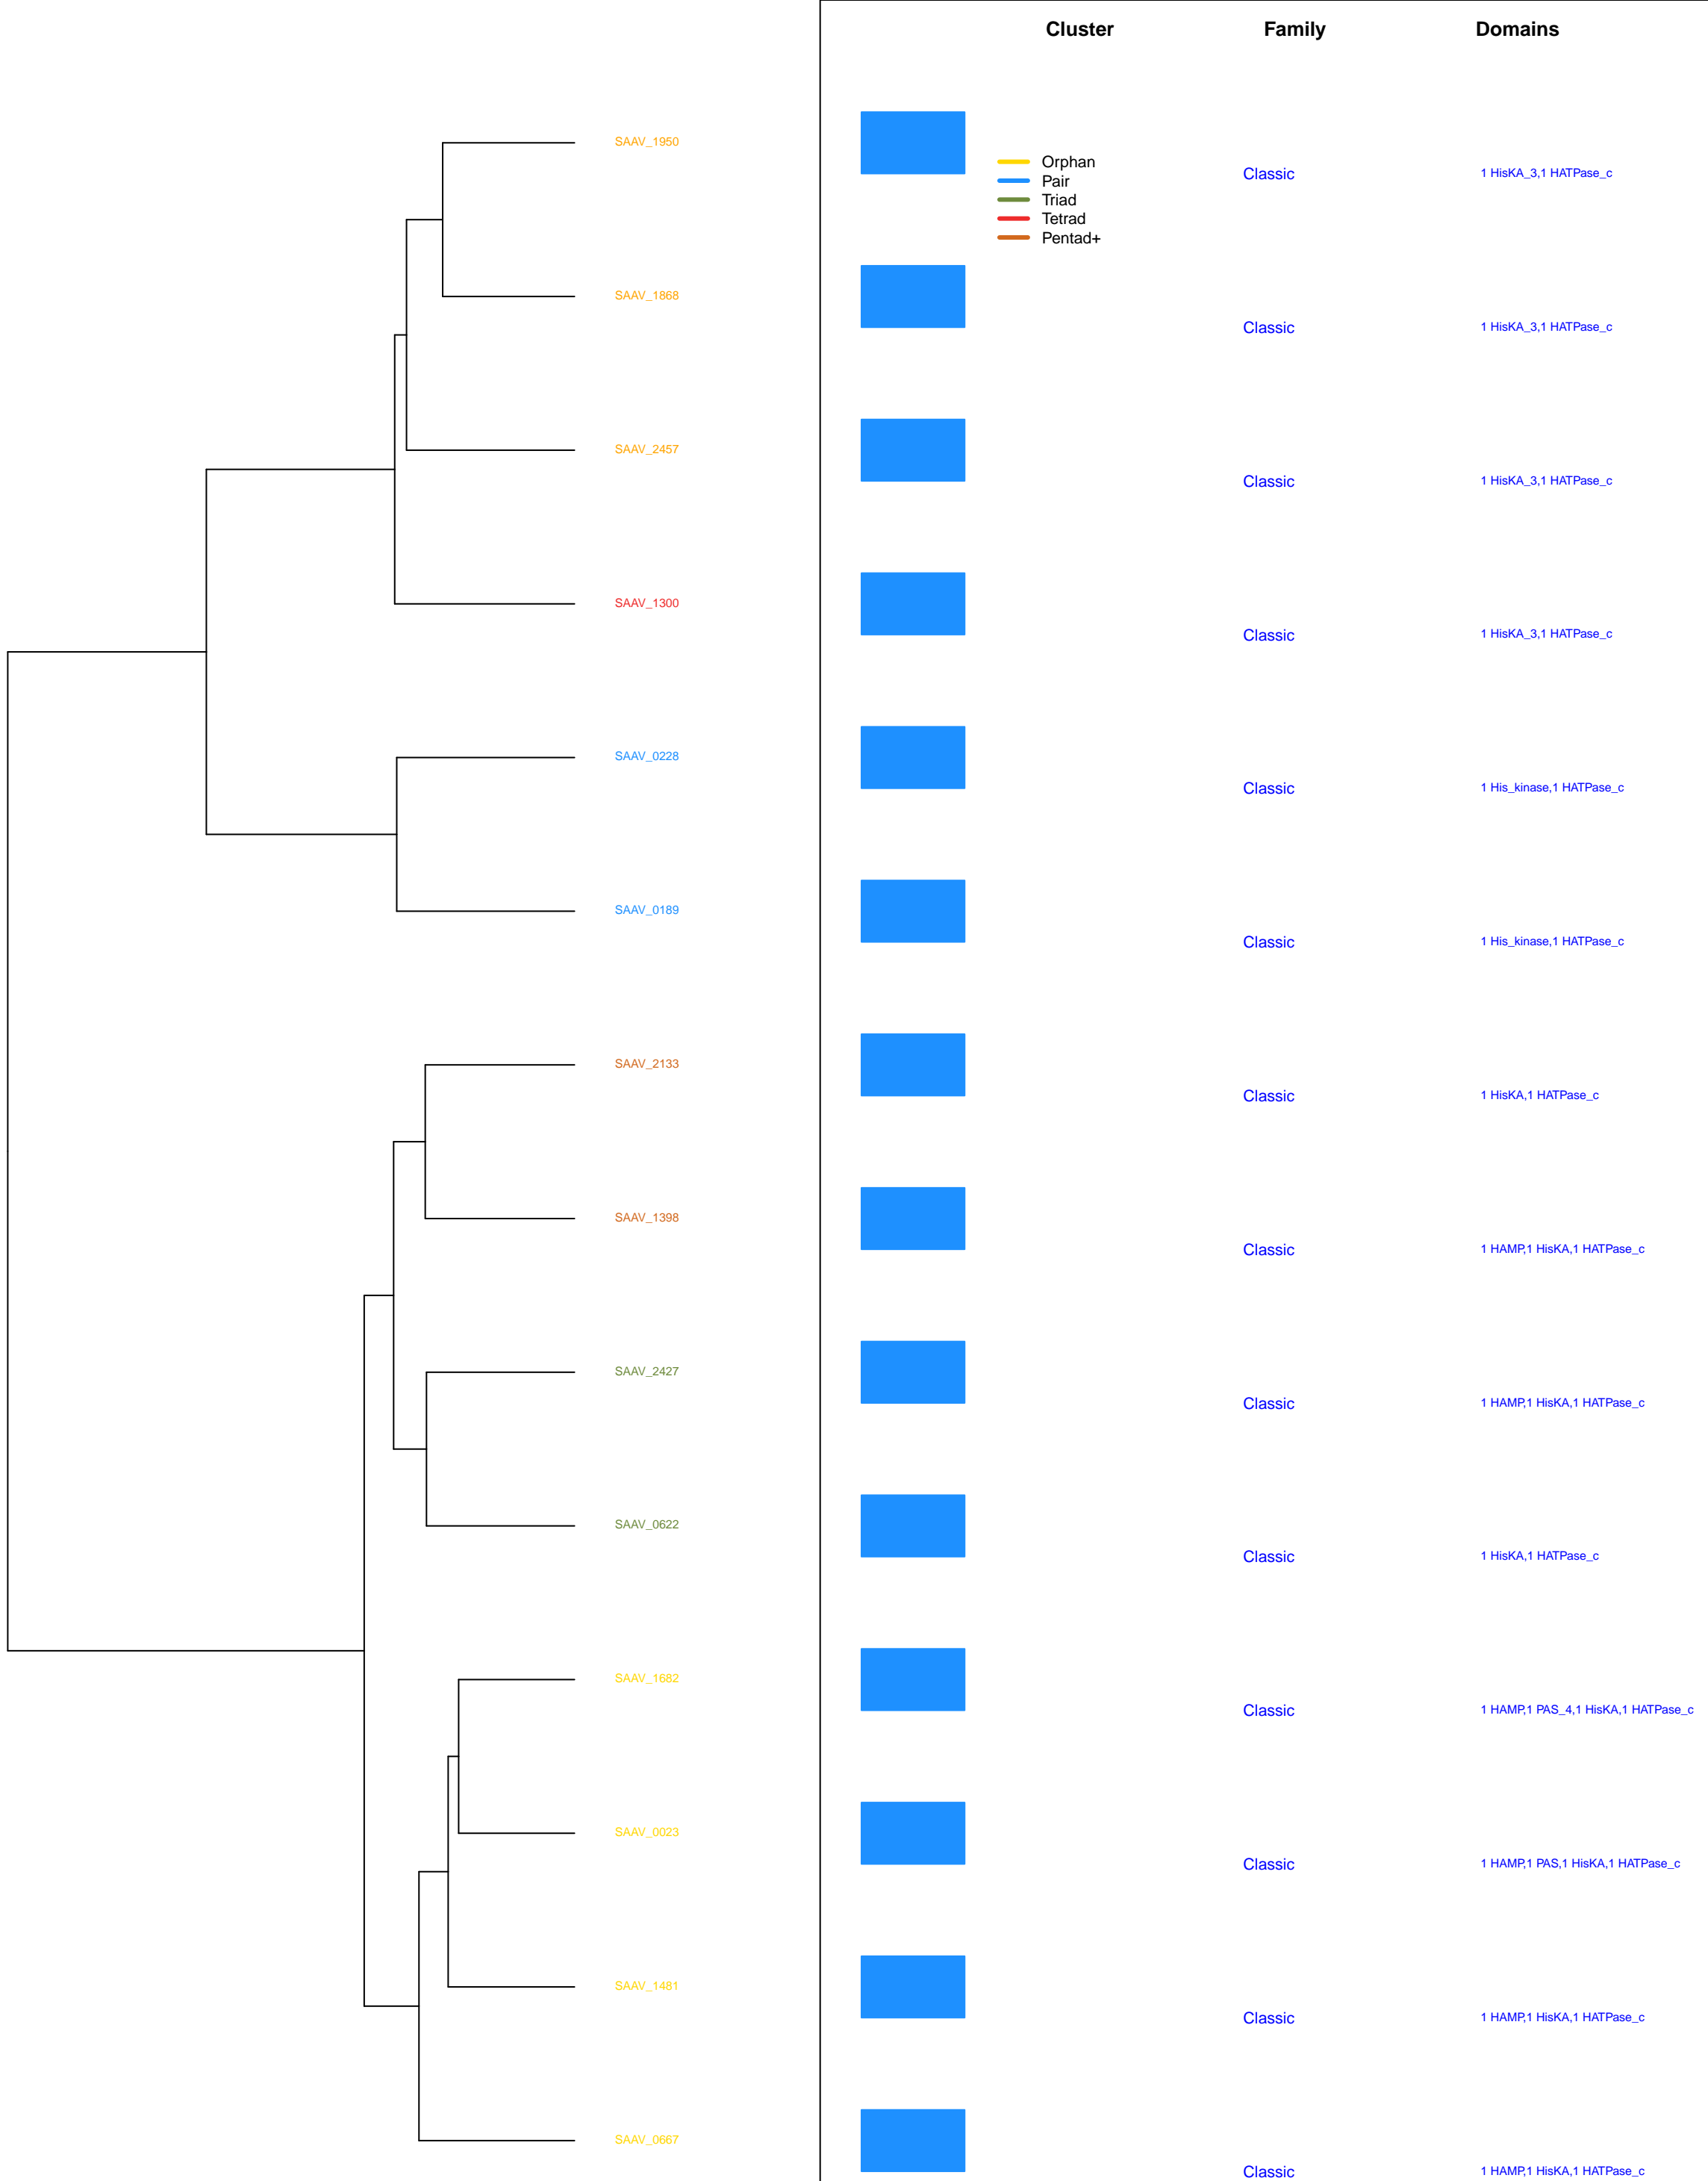 Cluster Family Domains
SAAV_1950
Orphan
Pair
Triad
Tetrad
Pentad+
Classic 1 HisKA_3,1 HATPase_c
SAAV_1868
Classic 1 HisKA_3,1 HATPase_c
SAAV_2457
Classic 1 HisKA_3,1 HATPase_c
SAAV_1300
Classic 1 HisKA_3,1 HATPase_c
SAAV_0228
Classic 1 His_kinase,1 HATPase_c
SAAV_0189
Classic 1 His_kinase,1 HATPase_c
SAAV_2133
Classic 1 HisKA,1 HATPase_c
SAAV_1398
Classic 1 HAMP,1 HisKA,1 HATPase_c
SAAV_2427
Classic 1 HAMP,1 HisKA,1 HATPase_c
SAAV_0622
Classic 1 HisKA,1 HATPase_c
SAAV_1682
Classic 1 HAMP,1 PAS_4,1 HisKA,1 HATPase_c
SAAV_0023
Classic 1 HAMP,1 PAS,1 HisKA,1 HATPase_c
SAAV_1481
Classic 1 HAMP,1 HisKA,1 HATPase_c
SAAV_0667
Classic 1 HAMP,1 HisKA,1 HATPase_c